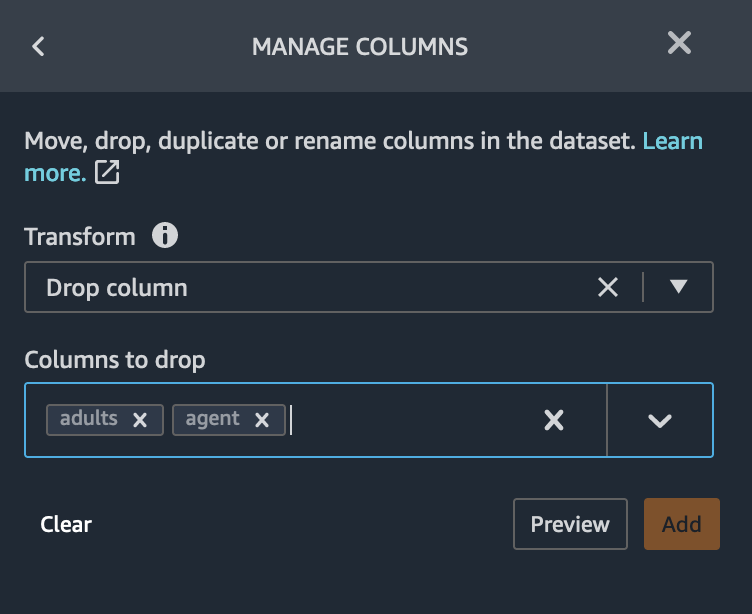 MANAGE COLUMNS
Move, drop, duplicate or rename columns in the dataset. Learn
more.
Transform
Drop column
Columns to drop
adults agent
Clear Preview Add